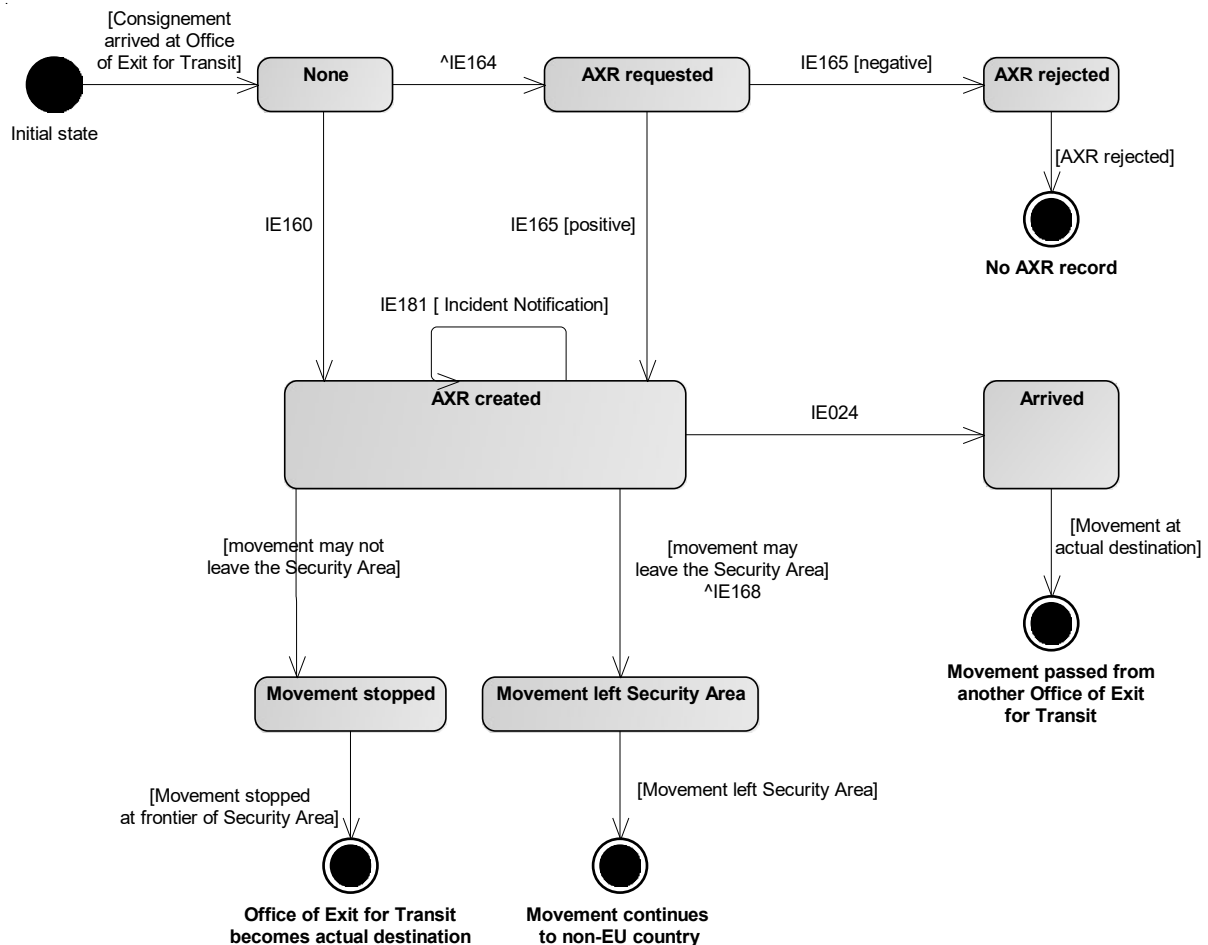 [Consignement
arrived at Office
of Exit for Transit]
None
^IE164
AXR requested
IE165 [negative]
AXR rejected
Initial state
[AXR rejected]
IE160
IE165 [positive]
No AXR record
IE181 [ Incident Notification]
AXR created
IE024
Arrived
[movement may not
leave the Security Area]
[movement may
leave the Security Area]
^IE168
[Movement at
actual destination]
Movement stopped
Movement left Security Area
Movement passed from
another Office of Exit
for Transit
[Movement stopped
at frontier of Security Area]
[Movement left Security Area]
Office of Exit for Transit
becomes actual destination
Movement continues
to non-EU country